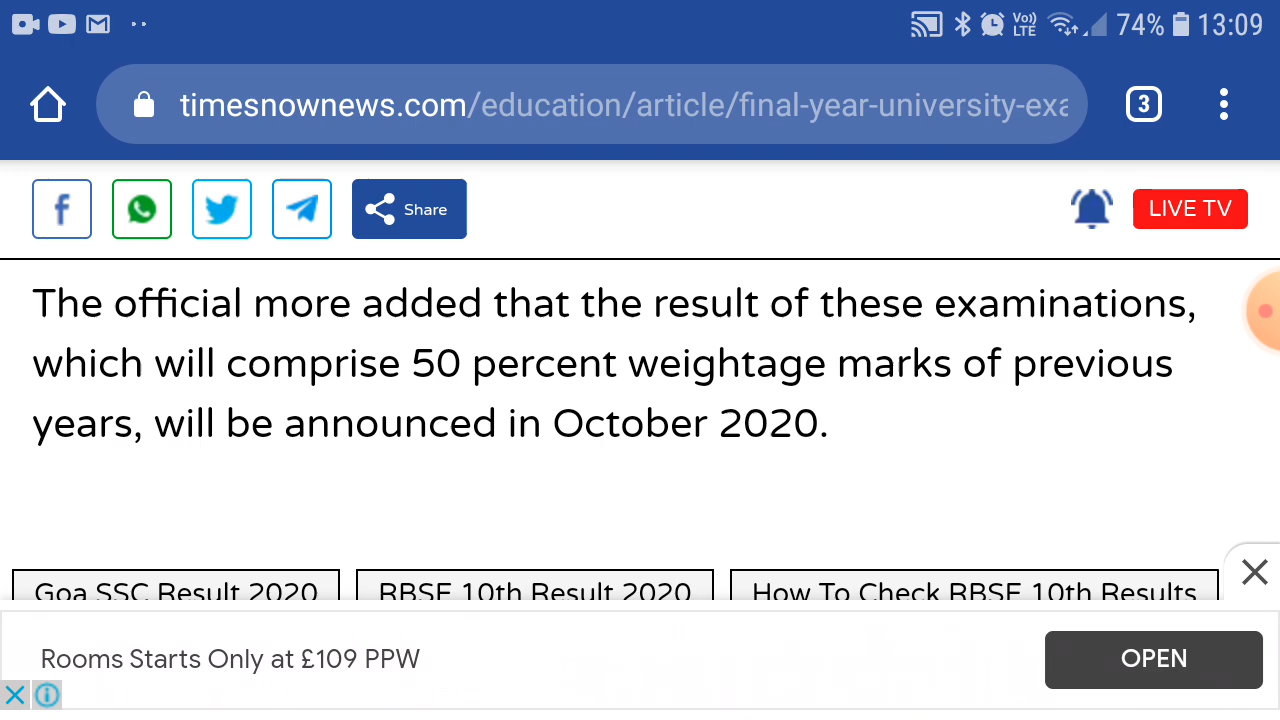 Vo)) LTE 74% 13:09
timesnownews.com/education/article/final-year-university-exa
3
f Share LIVE TV
The official more added that the result of these examinations,
which will comprise 50 percent weightage marks of previous
years, will be announced in October 2020.
Goa SSC Result 2020 RBSE 10th Result 2020 How To Check RBSE 10th Results
Rooms Starts Only at £109 PPW OPEN